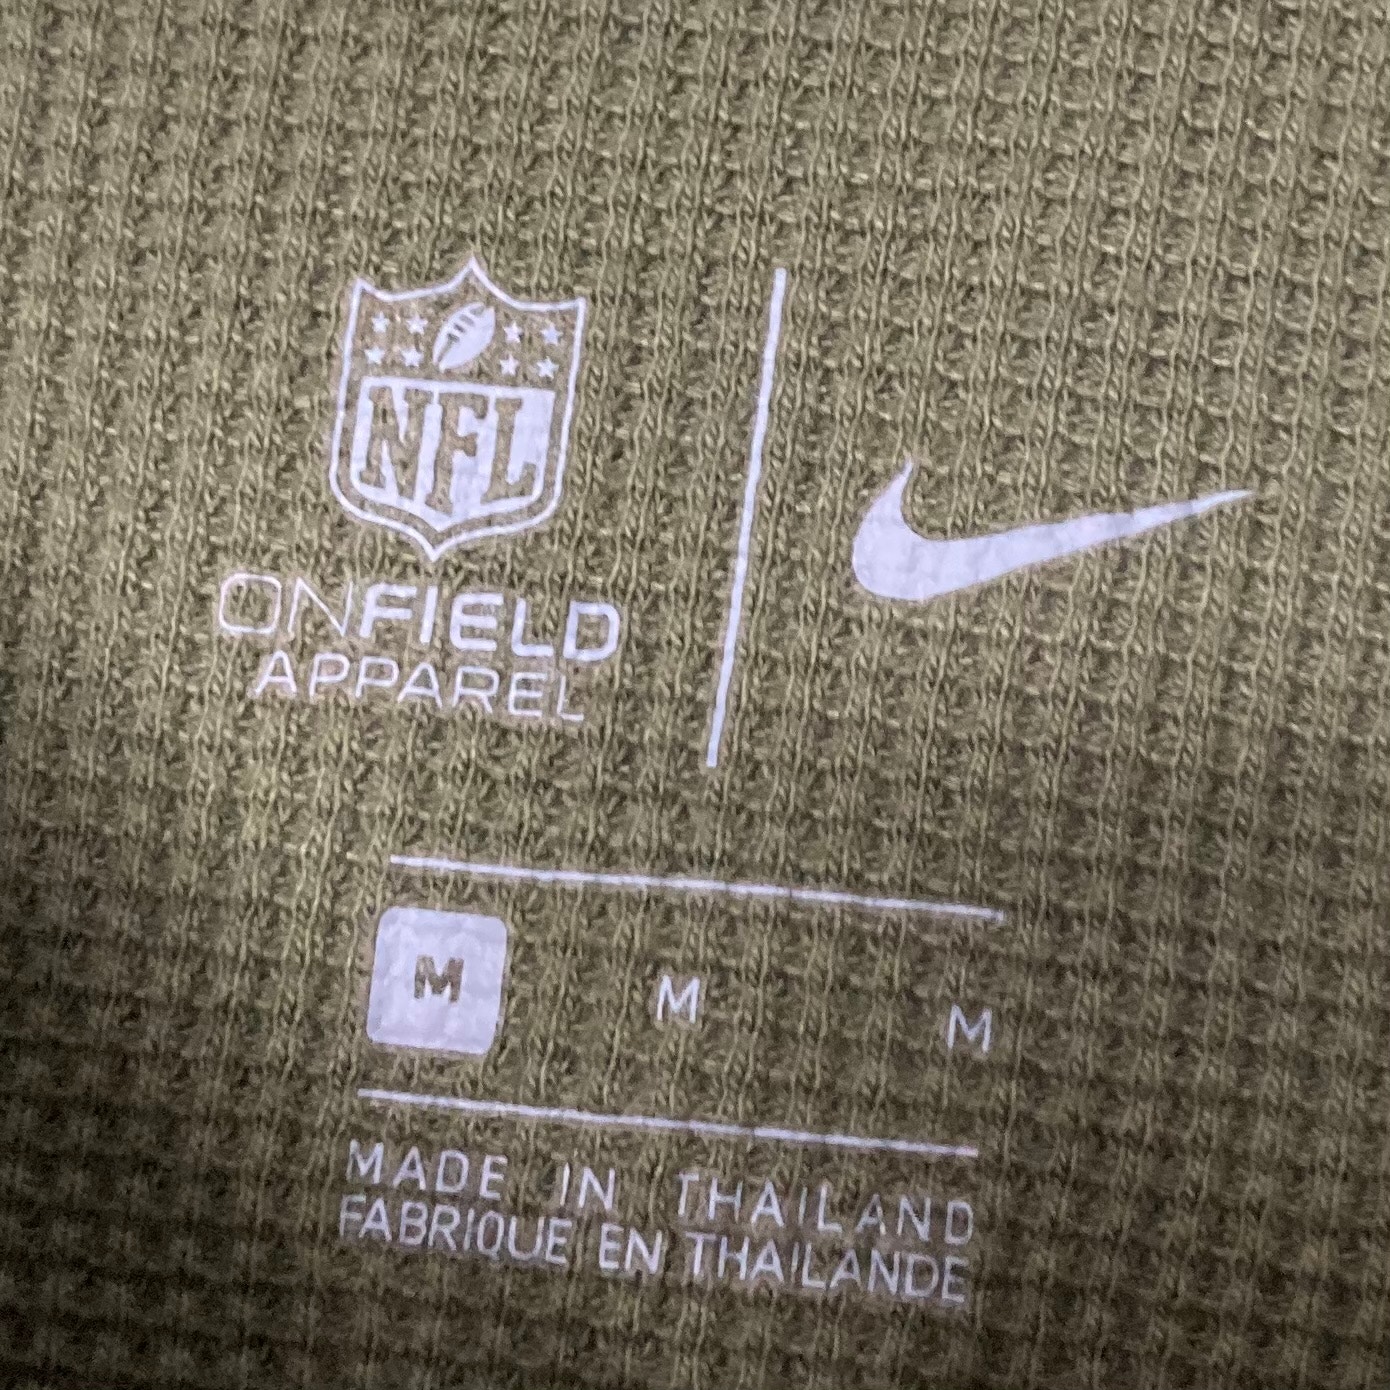 NFL
ONFIELD
APPAREL
M M M
MADE IN THAILAND
FABRIQUE EN THAILANDE